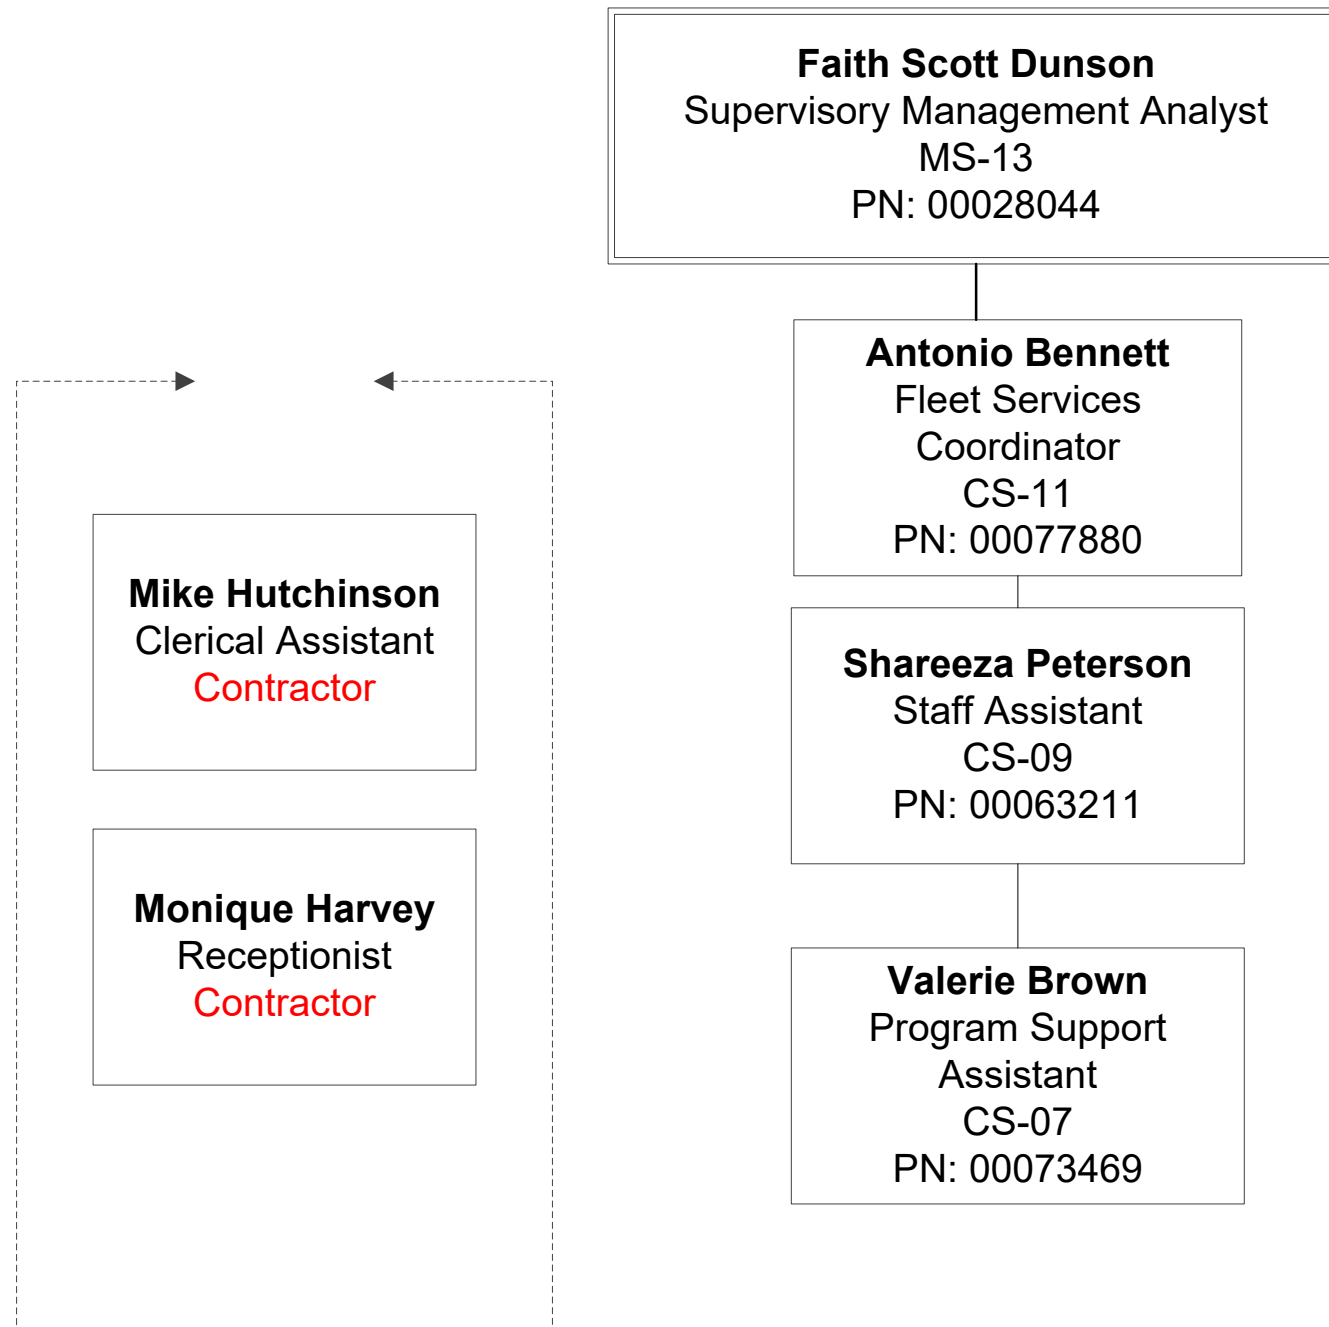 Faith Scott Dunson
Supervisory Management Analyst
MS-13
PN: 00028044
Antonio Bennett
Fleet Services
Coordinator
CS-11
PN: 00077880
Mike Hutchinson
Clerical Assistant
Contractor
Shareeza Peterson
Staff Assistant
CS-09
PN: 00063211
Monique Harvey
Receptionist
Contractor
Valerie Brown
Program Support
Assistant
CS-07
PN: 00073469